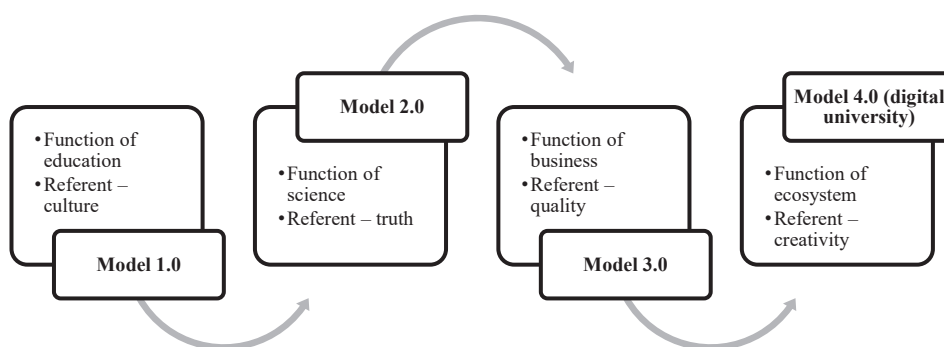 • Function of
education
• Referent –
culture
Model 1.0
Model 2.0
• Function of
science
• Referent – truth
• Function of
business
• Referent –
quality
Model 3.0
Model 4.0 (digital
university)
• Function of
ecosystem
• Referent –
creativity